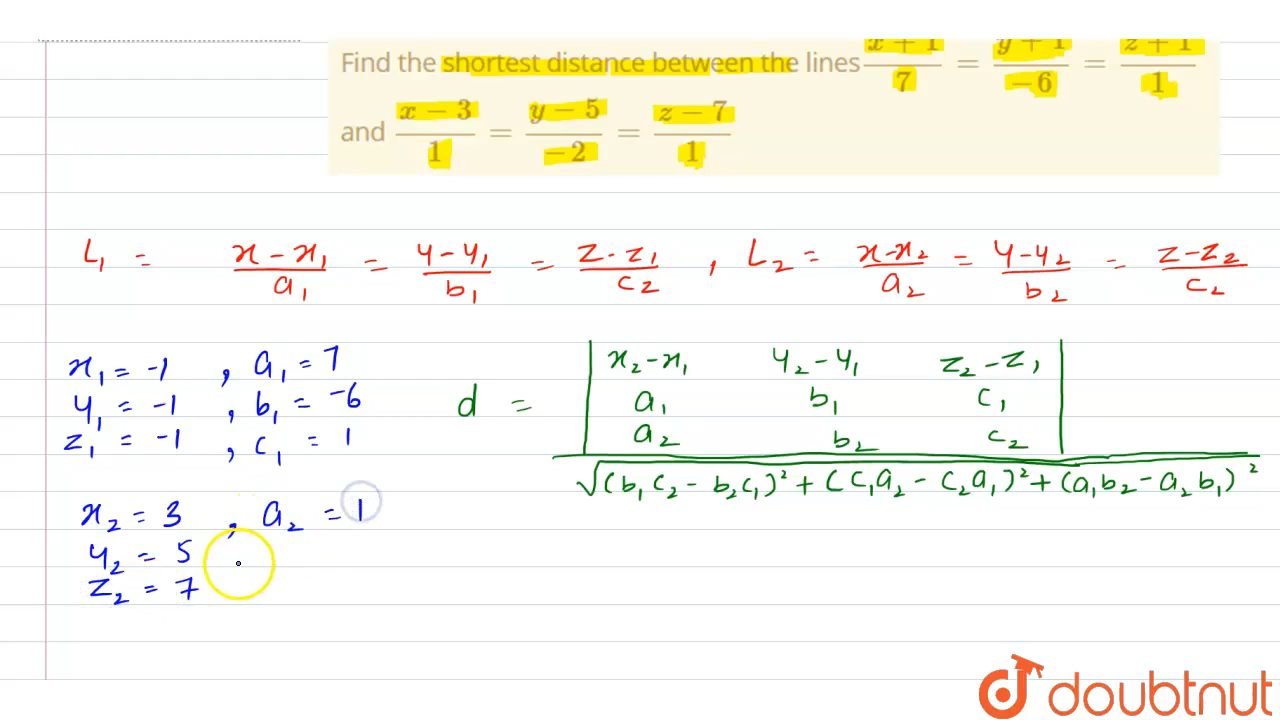 Find the shortest distance between the lines x + 1 / 7 = y + 1 / −6 = z + 1 / 1
and x − 3 / 1 = y − 5 / −2 = z − 7 / 1
L₁ = x - x₁ / a₁ = y - y₁ / b₁ = z - z₁ / c₂ , L₂ = x - x₂ / a₂ = y - y₂ / b₂ = z - z₂ / c₂
x₁ = -1 , a₁ = 7
y₁ = -1 , b₁ = -6
z₁ = -1 , c₁ = 1
d = | x₂ - x₁ y₂ - y₁ z₂ - z₁ |
| a₁ b₁ c₁ |
| a₂ b₂ c₂ |
√(b₁c₂ - b₂c₁)² + (c₁a₂ - c₂a₁)² + (a₁b₂ - a₂b₁)²
x₂ = 3 , a₂ = 1
y₂ = 5
z₂ = 7
doubtnut